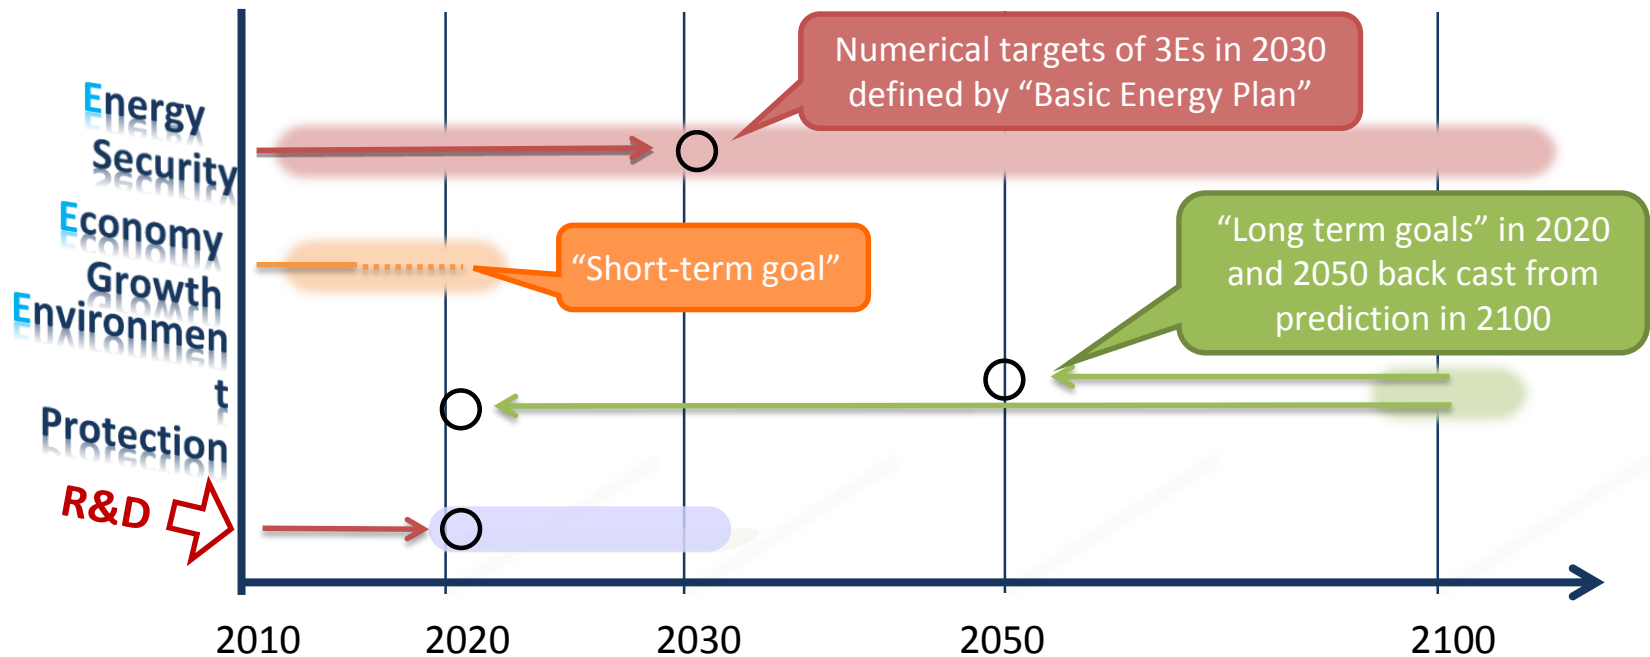 Numerical targets of 3Es in 2030
defined by “Basic Energy Plan”
Energy
Security
Economy
Growth
“Short-term goal”
“Long term goals” in 2020
and 2050 back cast from
prediction in 2100
Environmen
t
Protection
R&D
2010
2020
2030
2050
2100